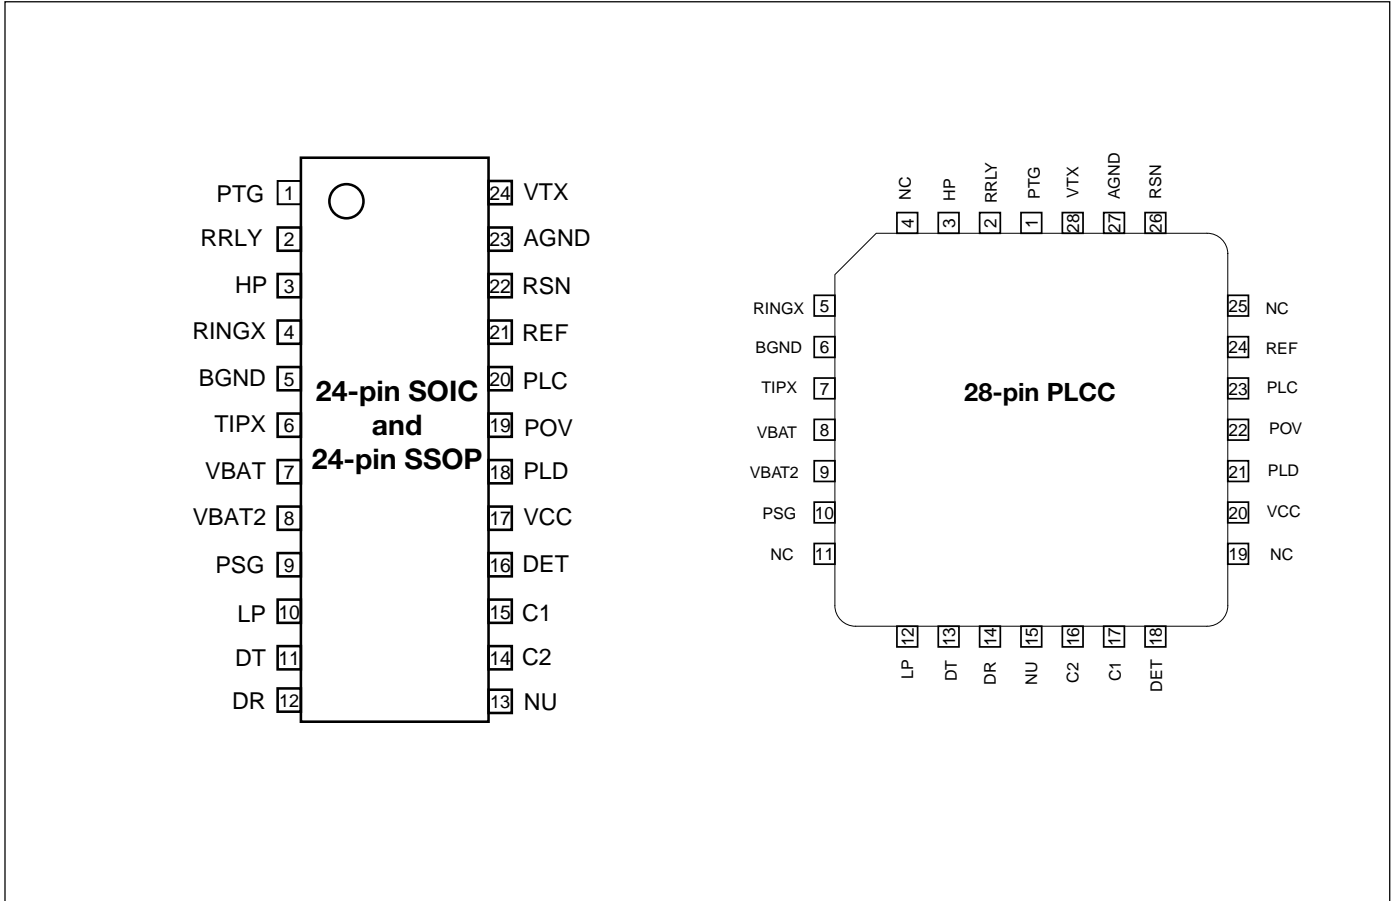 PTG 1
RRLY 2
HP 3
RINGX 4
BGND 5
TIPX 6
VBAT 7
VBAT2 8
PSG 9
LP 10
DT 11
DR 12
24 VTX
23 AGND
22 RSN
21 REF
20 PLC
19 POV
18 PLD
17 VCC
16 DET
15 C1
14 C2
13 NU
24-pin SOIC
and
24-pin SSOP
NC 4
HP 3
RRLY 2
PTG 1
VTX 28
AGND 27
RSN 26
RINGX 5
BGND 6
TIPX 7
VBAT 8
VBAT2 9
PSG 10
NC 11
28-pin PLCC
25 NC
24 REF
23 PLC
22 POV
21 PLD
20 VCC
19 NC
LP 12
DT 13
DR 14
NU 15
C2 16
C1 17
DET 18